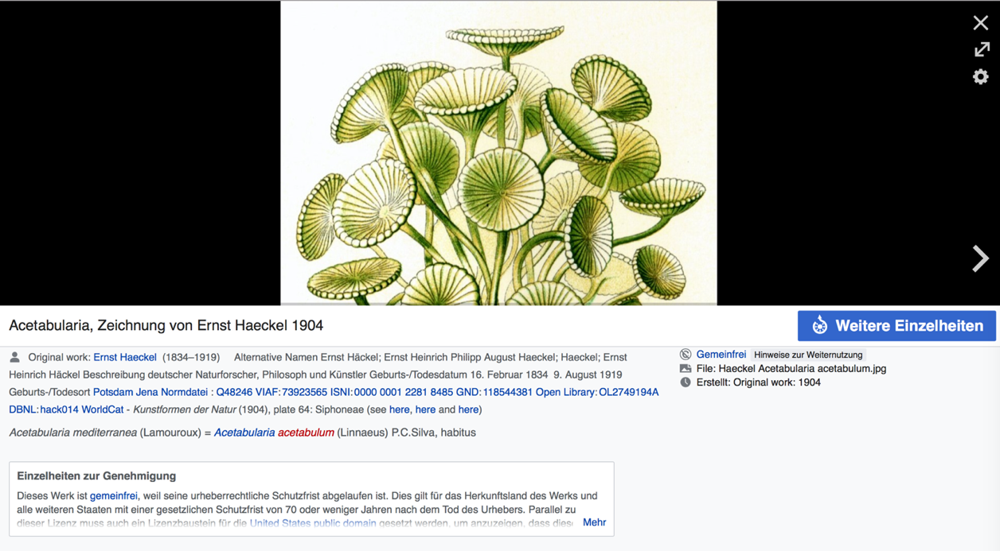 Acetabularia, Zeichnung von Ernst Haeckel 1904
Weitere Einzelheiten
Original work: Ernst Haeckel (1834–1919) Alternative Namen Ernst Häckel; Ernst Heinrich Philipp August Haeckel; Haeckel; Ernst
Heinrich Häckel Beschreibung deutscher Naturforscher, Philosoph und Künstler Geburts-/Todesdatum 16. Februar 1834 9. August 1919
Geburts-/Todesort Potsdam Jena Normdatei : Q48246 VIAF:73923565 ISNI:0000 0001 2281 8485 GND:118544381 Open Library:OL2749194A
DBNL:hack014 WorldCat - Kunstformen der Natur (1904), plate 64: Siphoneae (see here, here and here)
Acetabularia mediterranea (Lamouroux) = Acetabularia acetabulum (Linnaeus) P.C.Silva, habitus
Gemeinfrei Hinweise zur Weiternutzung
File: Haeckel Acetabularia acetabulum.jpg
Erstellt: Original work: 1904
Einzelheiten zur Genehmigung
Dieses Werk ist gemeinfrei, weil seine urheberrechtliche Schutzfrist abgelaufen ist. Dies gilt für das Herkunftsland des Werks und
alle weiteren Staaten mit einer gesetzlichen Schutzfrist von 70 oder weniger Jahren nach dem Tod des Urhebers. Parallel zu
dieser Lizenz muss auch ein Lizenzbaustein für die United States public domain gesetzt werden, um anzuzeigen, dass Mehr